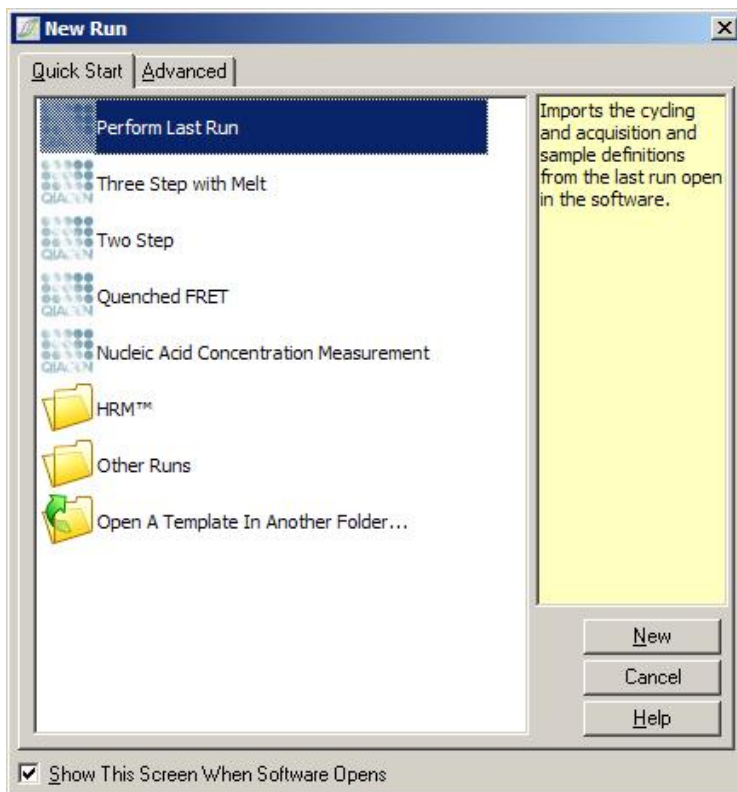 New Run
Quick Start
Advanced
Perform Last Run
QIAGEN
Three Step with Melt
QIAGEN
Two Step
QIAGEN
Quenched FRET
QIAGEN
Nucleic Acid Concentration Measurement
HRM™
Other Runs
Open A Template In Another Folder...
Imports the cycling
and acquisition and
sample definitions
from the last run open
in the software.
New
Cancel
Help
Show This Screen When Software Opens